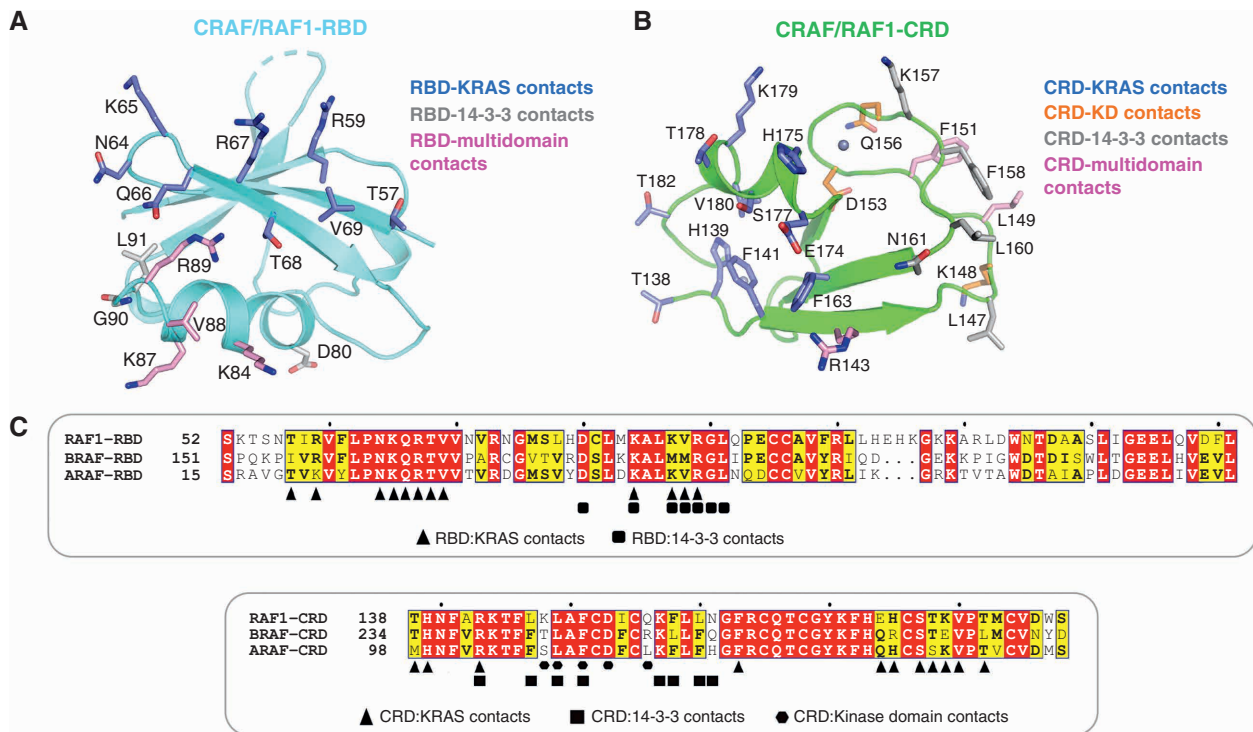 A
CRAF/RAF1-RBD
K65
N64
R67
R59
Q66
T57
V69
L91
R89
T68
G90
V88
K87
K84
D80
RBD-KRAS contacts
RBD-14-3-3 contacts
RBD-multidomain
contacts
B
CRAF/RAF1-CRD
K179
K157
T178
H175
Q156
F151
F158
T182
V180
S177
D153
L149
H139
F141
E174
N161
L160
T138
F163
K148
L147
R143
CRD-KRAS contacts
CRD-KD contacts
CRD-14-3-3 contacts
CRD-multidomain
contacts
C
RAF1-RBD 52 SKTSNTIRVFLPNKQRTVVNVRNGMSLHDCLMKALKVRGLQPECCAVFRLLHEHKGKKARLDWNTDAASLIGEELQVDFL
BRAF-RBD 151 SPQKPIVRVFLPNKQRTVVPARCGVTVRDSLKKALMMRGLIPECCAVYRIQD...GEKKPIGWDTDISWLTGEELHVEVL
ARAF-RBD 15 SRAVGTVKVYLPNKQRTVVTVRDGMSVYDSLDKALKVRGLNQDCCVVYRLIK...GRKTVTAWDTAIAPLDGEELIVEVL
RBD:KRAS contacts RBD:14-3-3 contacts
RAF1-CRD 138 THNFARKTFLKLAFCDICQKFLLNGFRCQTCGYKFHEHCSTKVPTMCVDWS
BRAF-CRD 234 THNFVRKTFFTLAFCDFCRKLLFQGFRCQTCGYKFHQRCSTEVPLMCVNYD
ARAF-CRD 98 MHNFVRKTFFSLAFCDFCLKFLFHGFRCQTCGYKFHQHCSSKVPTVCVDMS
CRD:KRAS contacts CRD:14-3-3 contacts CRD:Kinase domain contacts